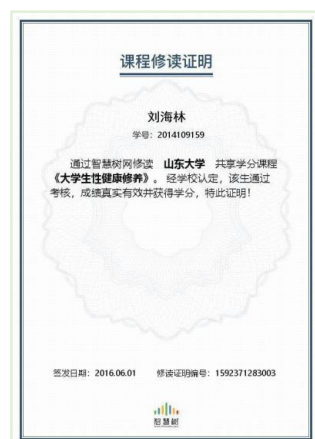 课程修读证明
刘海林
学号：2014109159
通过智慧树网修读 山东大学 共享学分课程
《大学生性健康修养》。经学校认定，该生通过
考核，成绩真实有效并获得学分，特此证明！
签发日期：2016.06.01 修读证明编号：1592371283003
智慧树